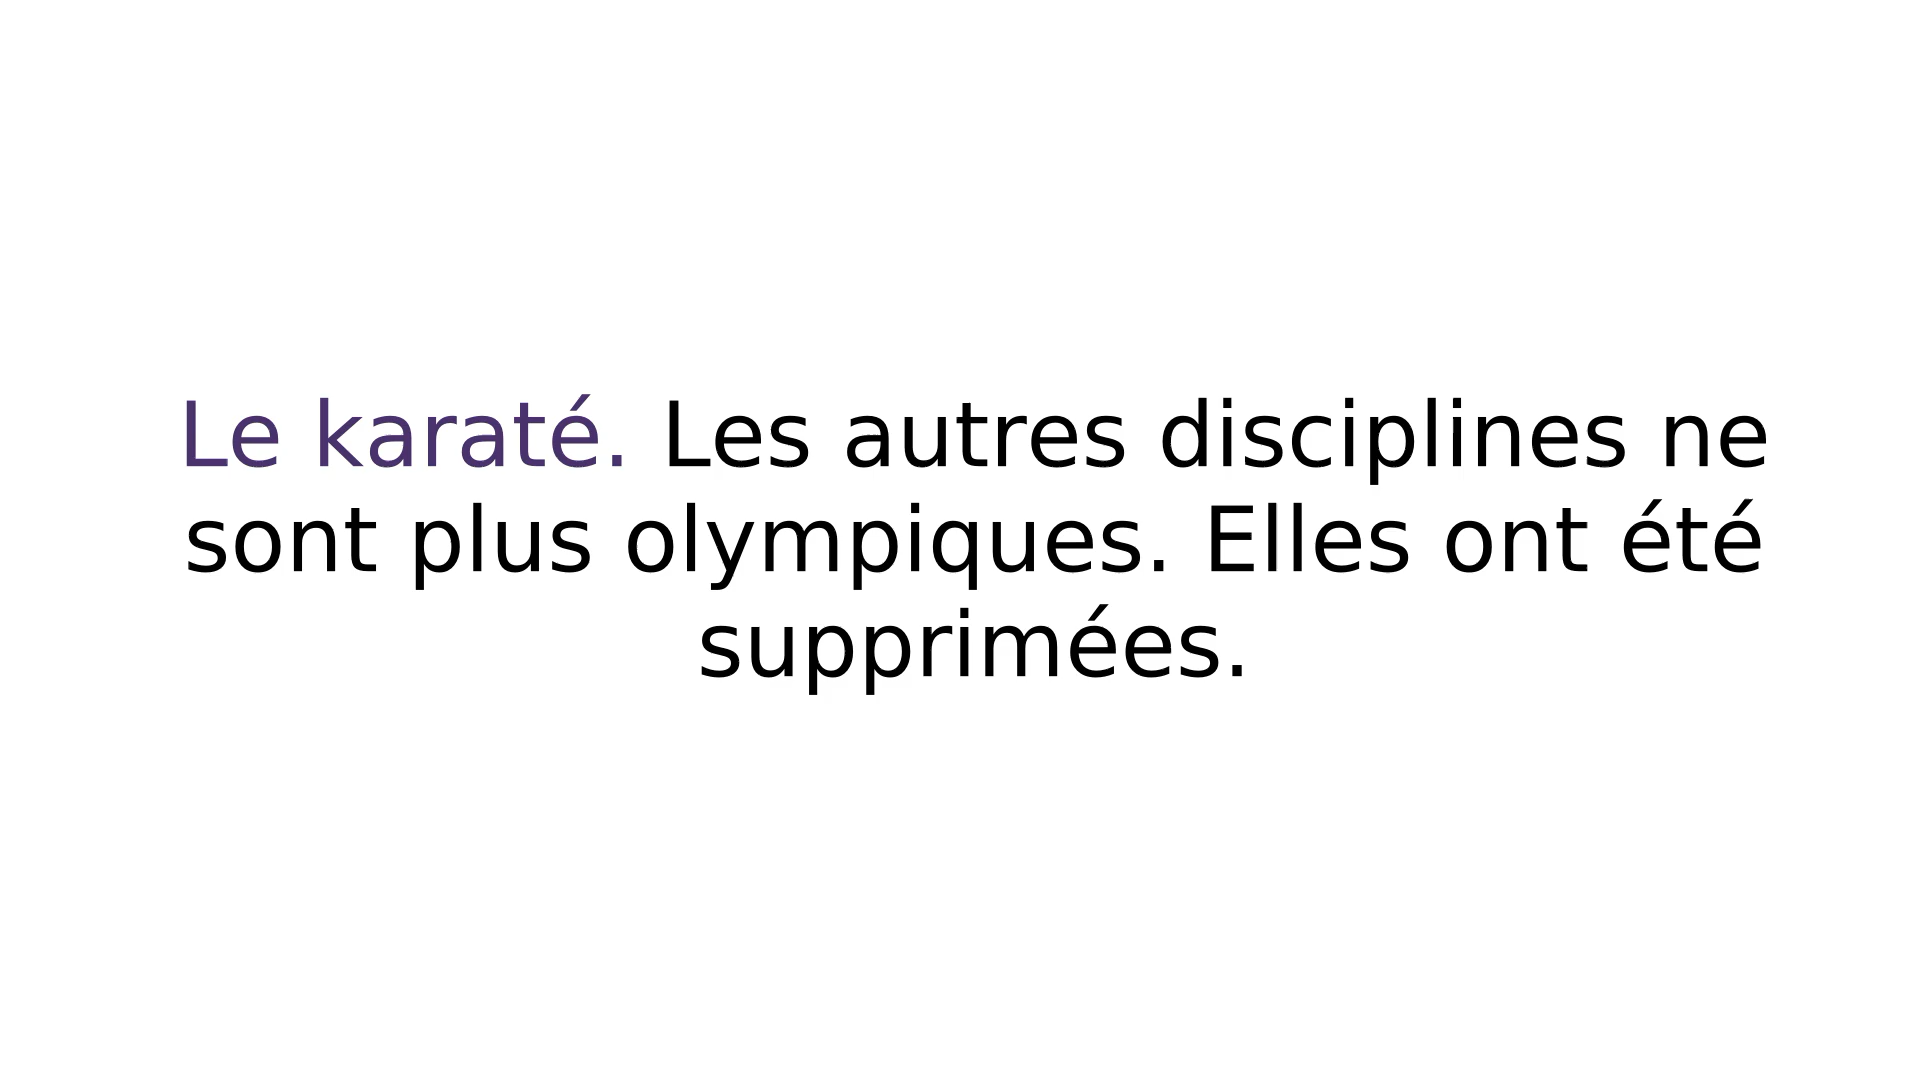 Le karaté. Les autres disciplines ne
sont plus olympiques. Elles ont été
supprimées.